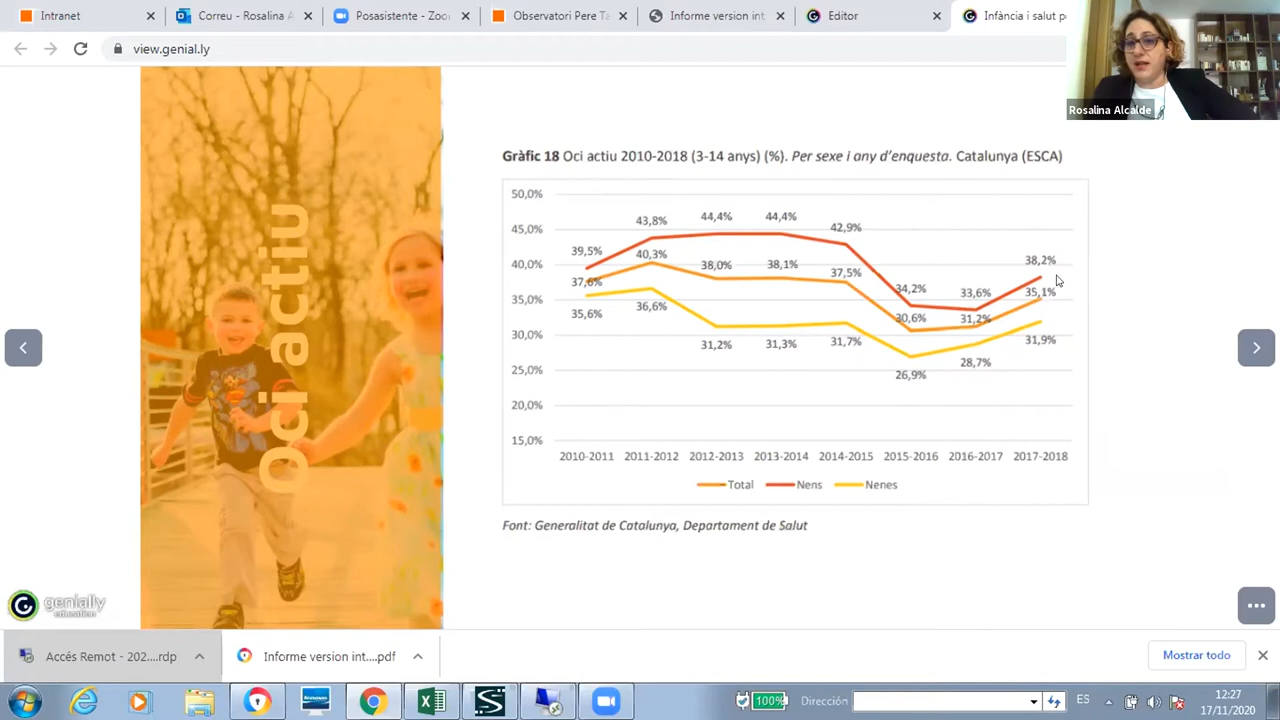 Intranet
Correu - Rosalina A
Posasistente - Zoo
Observatori Pere Ta
Informe version int
Editor
Infància i salut p
view.genial.ly
Rosalina Alcalde
Oci actiu
Gràfic 18 Oci actiu 2010-2018 (3-14 anys) (%). Per sexe i any d'enquesta. Catalunya (ESCA)
50,0%
45,0%
40,0%
35,0%
30,0%
25,0%
20,0%
15,0%
39,5% 43,8% 44,4% 44,4% 42,9% 34,2% 33,6% 38,2%
37,6% 40,3% 38,0% 38,1% 37,5% 30,6% 31,2% 35,1%
35,6% 36,6% 31,2% 31,3% 31,7% 26,9% 28,7% 31,9%
2010-2011 2011-2012 2012-2013 2013-2014 2014-2015 2015-2016 2016-2017 2017-2018
Total Nens Nenes
Font: Generalitat de Catalunya, Departament de Salut
genially
education
Accés Remot - 202....rdp
Informe version int....pdf
Mostrar todo
100%
Dirección
ES
12:27
17/11/2020